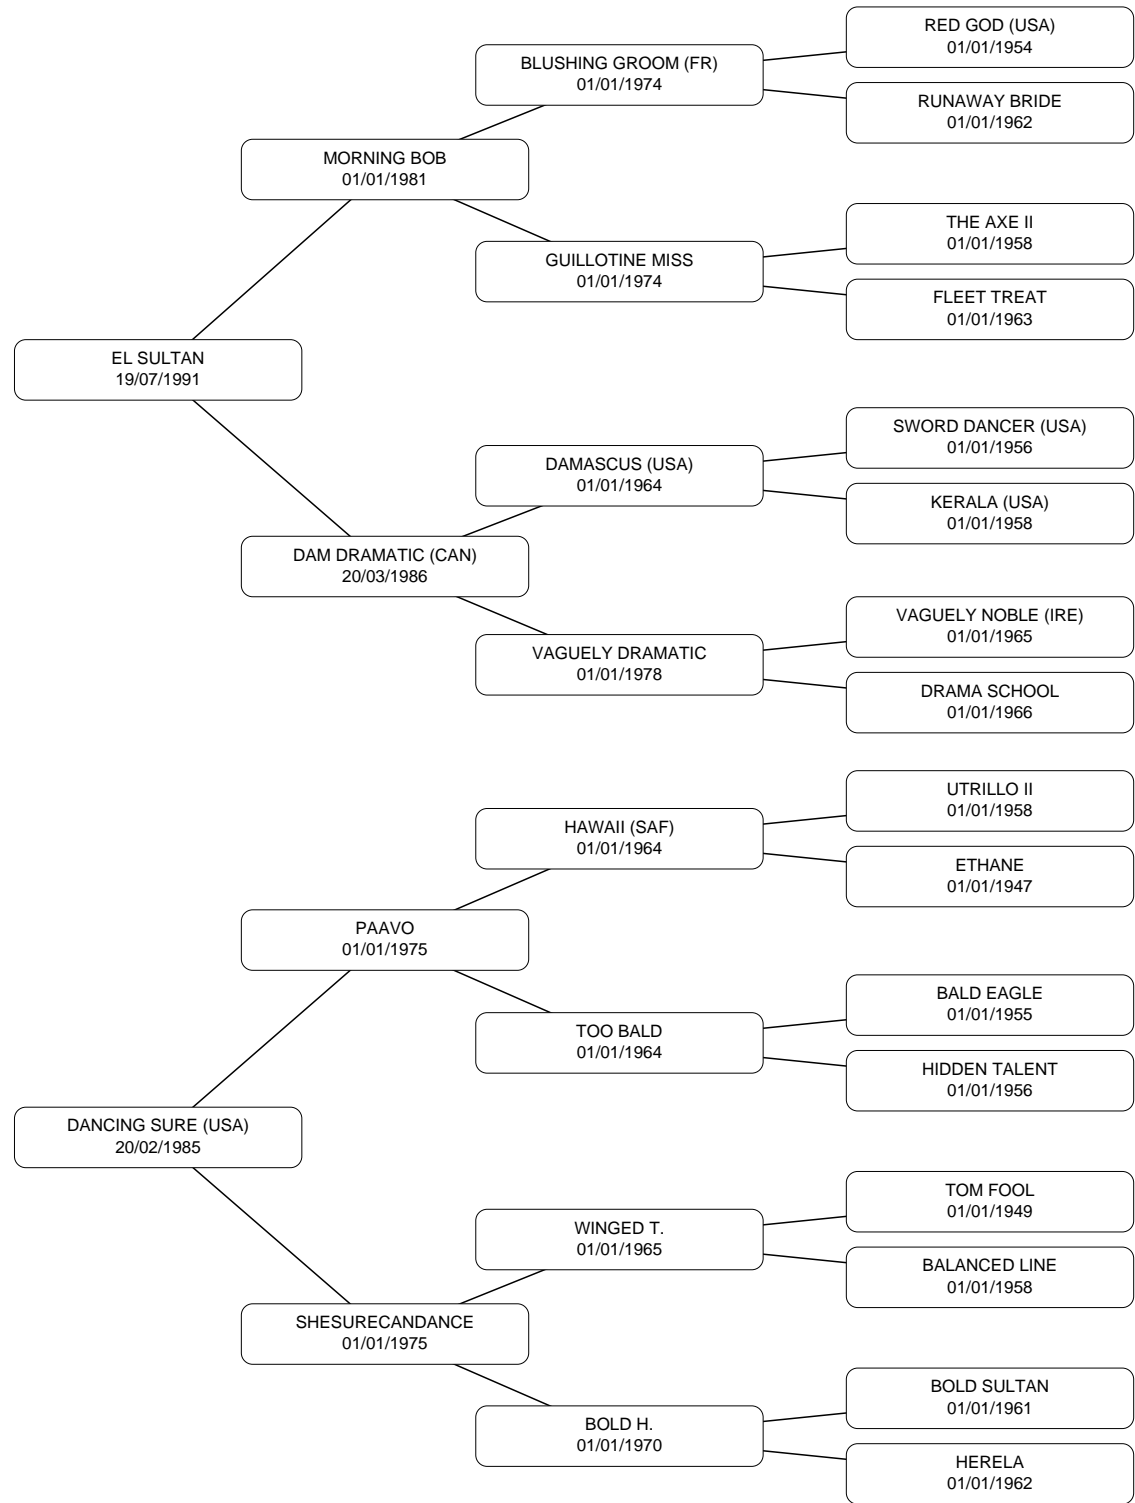 RED GOD (USA)
01/01/1954
BLUSHING GROOM (FR)
01/01/1974
RUNAWAY BRIDE
01/01/1962
MORNING BOB
01/01/1981
THE AXE II
01/01/1958
GUILLOTINE MISS
01/01/1974
FLEET TREAT
01/01/1963
EL SULTAN
19/07/1991
SWORD DANCER (USA)
01/01/1956
DAMASCUS (USA)
01/01/1964
KERALA (USA)
01/01/1958
DAM DRAMATIC (CAN)
20/03/1986
VAGUELY NOBLE (IRE)
01/01/1965
VAGUELY DRAMATIC
01/01/1978
DRAMA SCHOOL
01/01/1966
UTRILLO II
01/01/1958
HAWAII (SAF)
01/01/1964
ETHANE
01/01/1947
PAAVO
01/01/1975
BALD EAGLE
01/01/1955
TOO BALD
01/01/1964
HIDDEN TALENT
01/01/1956
DANCING SURE (USA)
20/02/1985
TOM FOOL
01/01/1949
WINGED T.
01/01/1965
BALANCED LINE
01/01/1958
SHESURECANDANCE
01/01/1975
BOLD SULTAN
01/01/1961
BOLD H.
01/01/1970
HERELA
01/01/1962